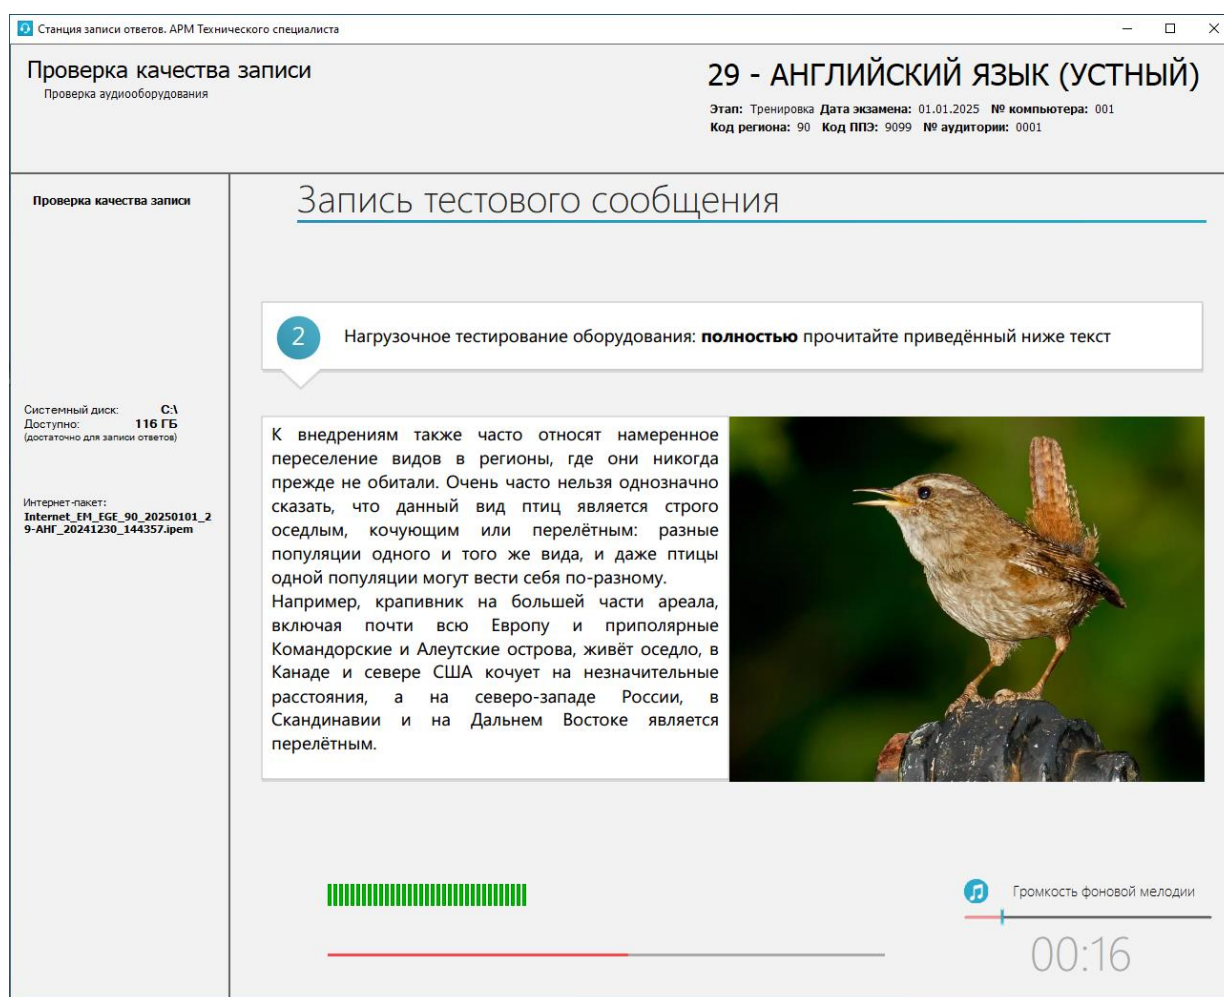 Станция записи ответов. АРМ Технического специалиста
Проверка качества записи
Проверка аудиооборудования
29 - АНГЛИЙСКИЙ ЯЗЫК (УСТНЫЙ)
Этап: Тренировка Дата экзамена: 01.01.2025 № компьютера: 001
Код региона: 90 Код ППЭ: 9099 № аудитории: 0001
Проверка качества записи
Системный диск: C:\
Доступно: 116 ГБ
(достаточно для записи ответов)
Интернет-пакет:
Internet_EM_EGE_90_20250101_2
9-АНГ_20241230_144357.ipem
Запись тестового сообщения
2
Нагрузочное тестирование оборудования: полностью прочитайте приведённый ниже текст
К внедрениям также часто относят намеренное
переселение видов в регионы, где они никогда
прежде не обитали. Очень часто нельзя однозначно
сказать, что данный вид птиц является строго
оседлым, кочующим или перелётным: разные
популяции одного и того же вида, и даже птицы
одной популяции могут вести себя по-разному.
Например, крапивник на большей части ареала,
включая почти всю Европу и приполярные
Командорские и Алеутские острова, живёт оседло, в
Канаде и севере США кочует на незначительные
расстояния, а на северо-западе России, в
Скандинавии и на Дальнем Востоке является
перелётным.
Громкость фоновой мелодии
00:16